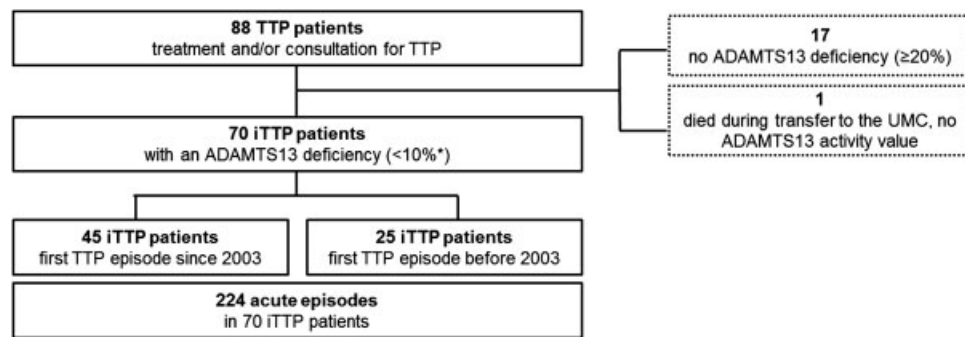 88 TTP patients
treatment and/or consultation for TTP
17
no ADAMTS13 deficiency (≥20%)
1
died during transfer to the UMC, no
ADAMTS13 activity value
70 iTTP patients
with an ADAMTS13 deficiency (<10%*)
45 iTTP patients
first TTP episode since 2003
25 iTTP patients
first TTP episode before 2003
224 acute episodes
in 70 iTTP patients